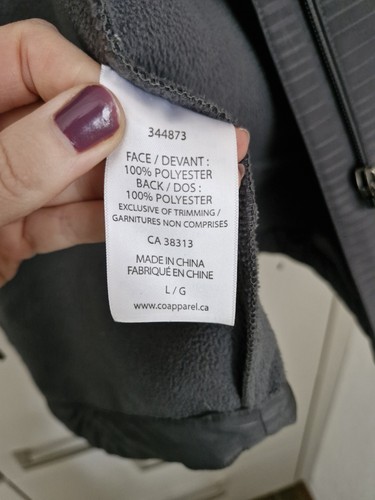 344873
FACE / DEVANT :
100% POLYESTER
BACK / DOS :
100% POLYESTER
EXCLUSIVE OF TRIMMING /
GARNITURES NON COMPRISES
CA 38313
MADE IN CHINA
FABRIQUÉ EN CHINE
L / G
www.coapparel.ca